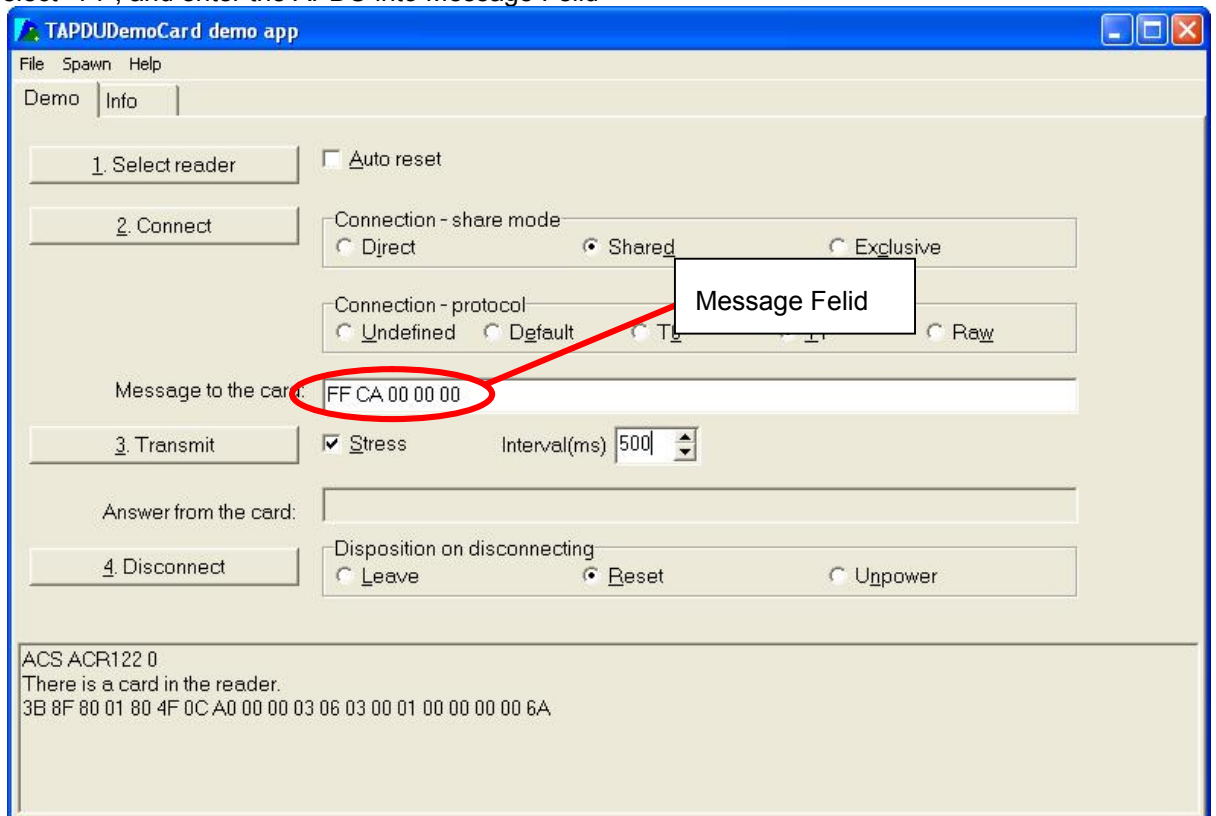 TAPDUDemoCard demo app
File Spawn Help
Demo Info
1. Select reader Auto reset
2. Connect Connection - share mode
Direct Shared Exclusive
Message Felid
Connection - protocol
Undefined Default Raw
Message to the card: FF CA 00 00 00
3. Transmit Stress Interval(ms) 500
Answer from the card:
4. Disconnect Disposition on disconnecting
Leave Reset Unpower
ACS ACR122 0
There is a card in the reader.
3B 8F 80 01 80 4F 0C A0 00 00 03 06 03 00 01 00 00 00 00 6A